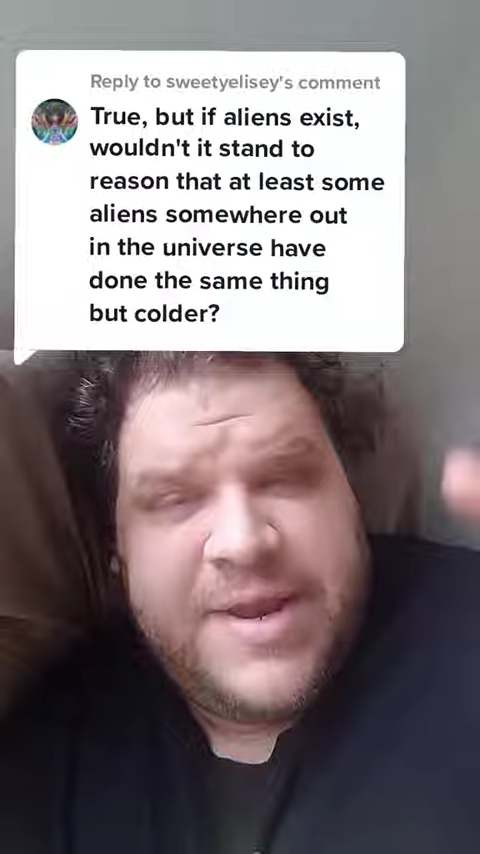 Reply to sweetyelisey's comment
True, but if aliens exist,
wouldn't it stand to
reason that at least some
aliens somewhere out
in the universe have
done the same thing
but colder?